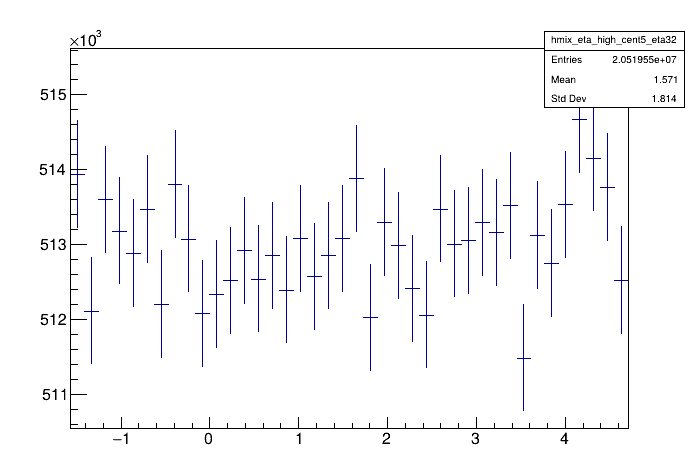 ×10³
hmix_eta_high_cent5_eta32
Entries 2.051955e+07
Mean 1.571
Std Dev 1.814
515
514
513
512
511
−1 0 1 2 3 4